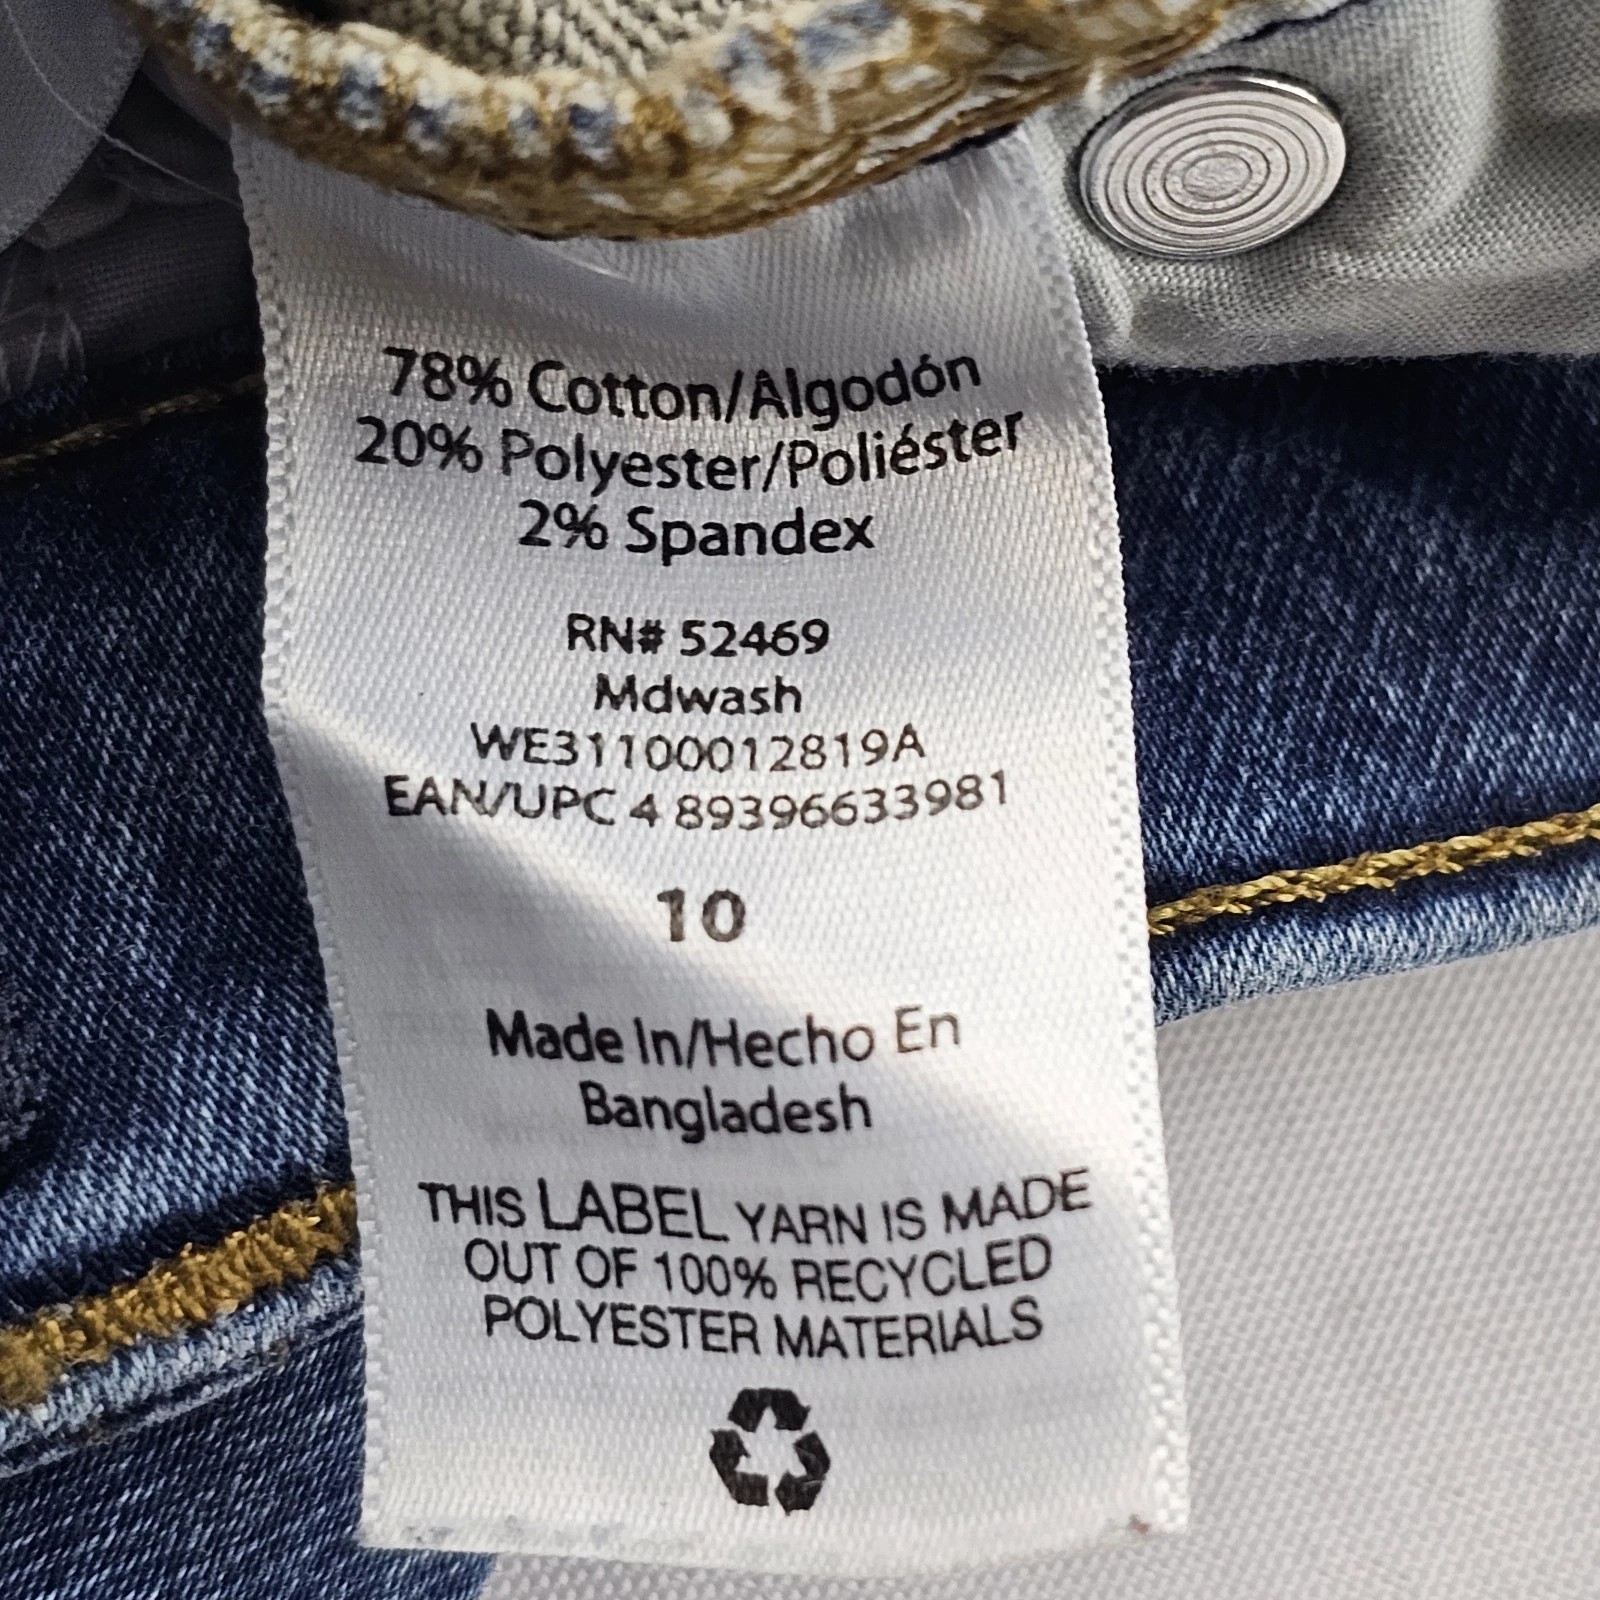 78% Cotton/Algodón
20% Polyester/Poliéster
2% Spandex
RN# 52469
Mdwash
WE31100012819A
EAN/UPC 4 89396633981
10
Made In/Hecho En
Bangladesh
THIS LABEL YARN IS MADE
OUT OF 100% RECYCLED
POLYESTER MATERIALS